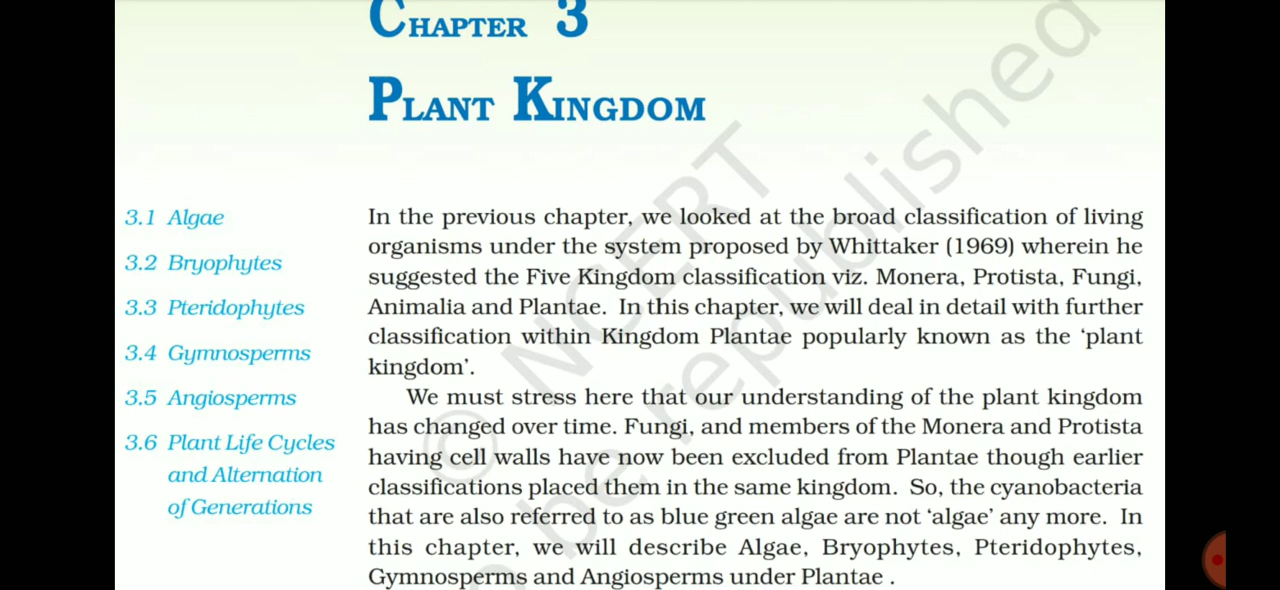 CHAPTER 3
PLANT KINGDOM
3.1 Algae
3.2 Bryophytes
3.3 Pteridophytes
3.4 Gymnosperms
3.5 Angiosperms
3.6 Plant Life Cycles
and Alternation
of Generations
In the previous chapter, we looked at the broad classification of living
organisms under the system proposed by Whittaker (1969) wherein he
suggested the Five Kingdom classification viz. Monera, Protista, Fungi,
Animalia and Plantae. In this chapter, we will deal in detail with further
classification within Kingdom Plantae popularly known as the ‘plant
kingdom’.
We must stress here that our understanding of the plant kingdom
has changed over time. Fungi, and members of the Monera and Protista
having cell walls have now been excluded from Plantae though earlier
classifications placed them in the same kingdom. So, the cyanobacteria
that are also referred to as blue green algae are not ‘algae’ any more. In
this chapter, we will describe Algae, Bryophytes, Pteridophytes,
Gymnosperms and Angiosperms under Plantae .
© NCERT
be republished